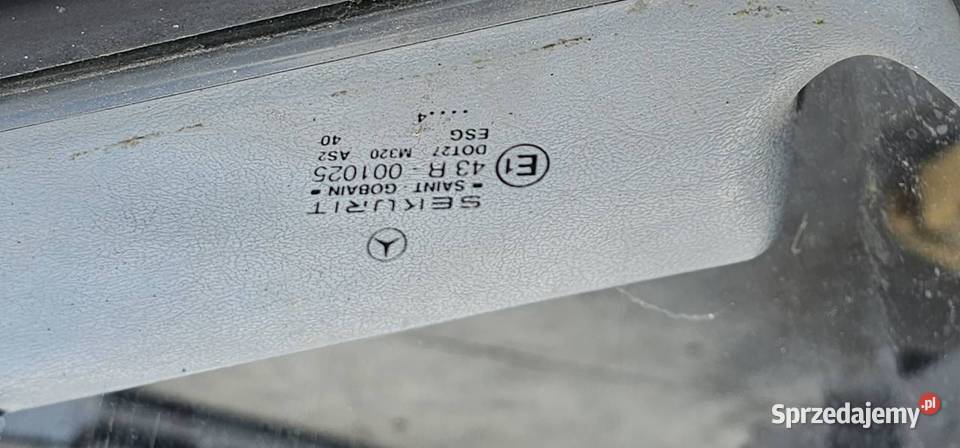 SEKURIT
- SAINT - GOBAIN -
E1 43 R - 001025
DOT27 M320 AS2
ESG 40
.....4
Sprzedajemy.pl